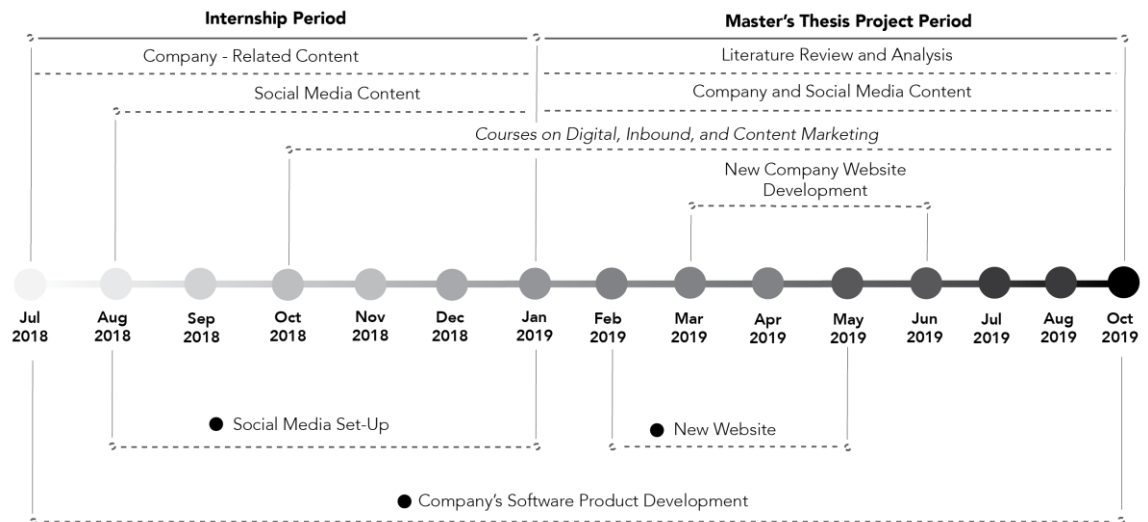 Internship Period
Master's Thesis Project Period
Company - Related Content
Literature Review and Analysis
Social Media Content
Company and Social Media Content
Courses on Digital, Inbound, and Content Marketing
New Company Website
Development
Jul
2018
Aug
2018
Sep
2018
Oct
2018
Nov
2018
Dec
2018
Jan
2019
Feb
2019
Mar
2019
Apr
2019
May
2019
Jun
2019
Jul
2019
Aug
2019
Oct
2019
Social Media Set-Up
New Website
Company's Software Product Development